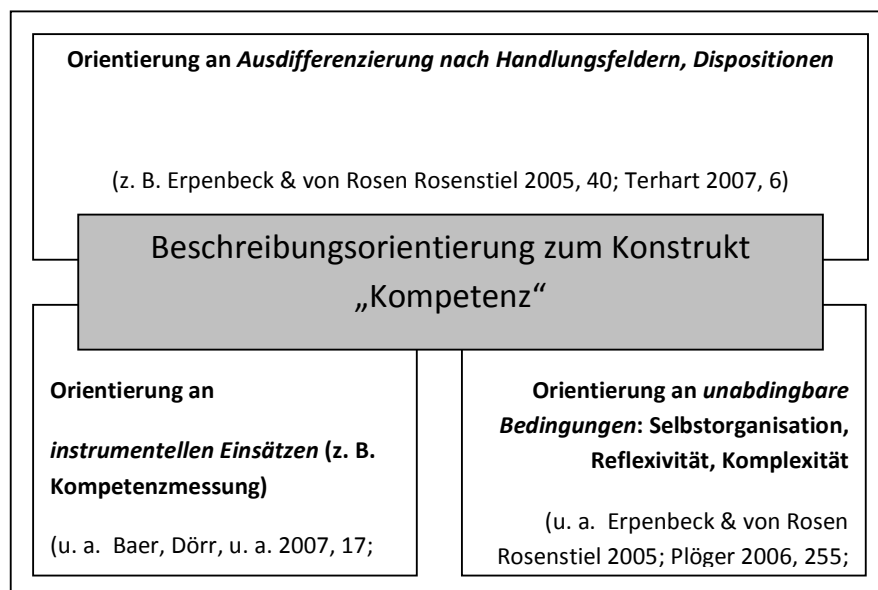 Orientierung an Ausdifferenzierung nach Handlungsfeldern, Dispositionen
(z. B. Erpenbeck & von Rosen Rosenstiel 2005, 40; Terhart 2007, 6)
Beschreibungsorientierung zum Konstrukt
„Kompetenz“
Orientierung an
instrumentellen Einsätzen (z. B.
Kompetenzmessung)
(u. a. Baer, Dörr, u. a. 2007, 17;
Orientierung an unabdingbare
Bedingungen: Selbstorganisation,
Reflexivität, Komplexität
(u. a. Erpenbeck & von Rosen
Rosenstiel 2005; Plöger 2006, 255;